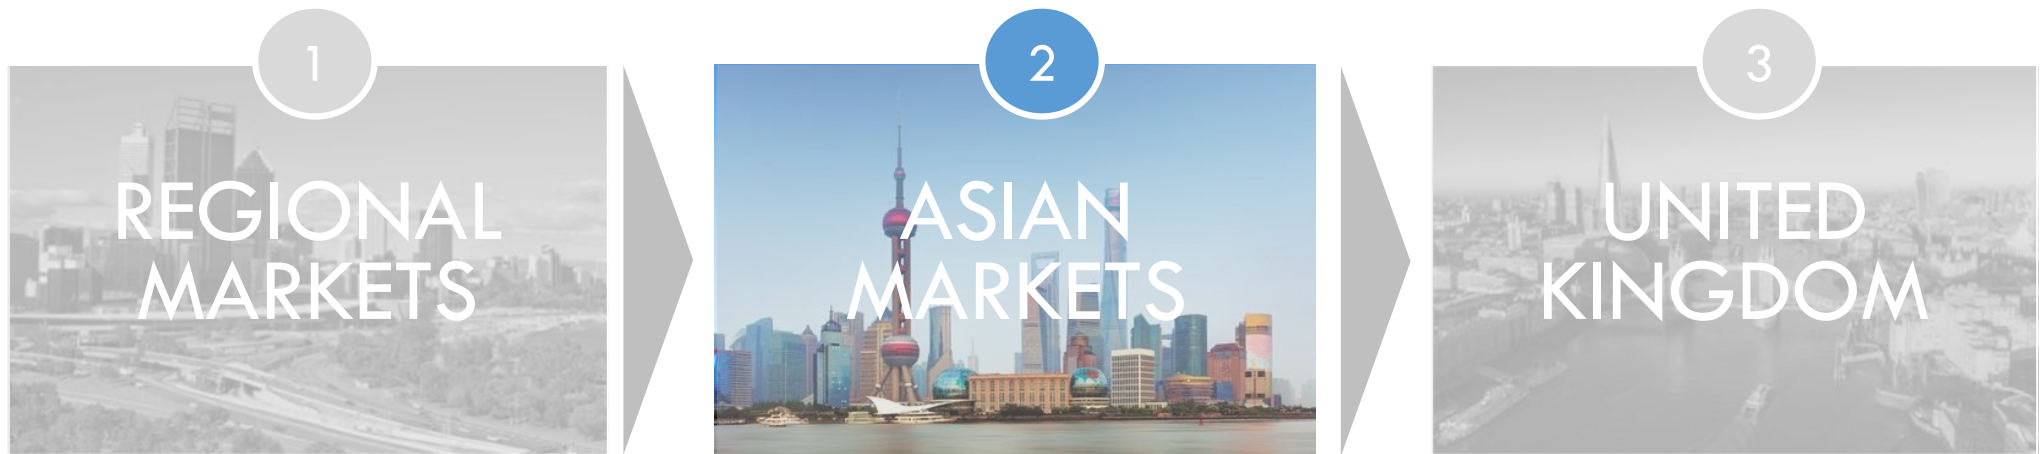 1
REGIONAL
MARKETS
2
ASIAN
MARKETS
3
UNITED
KINGDOM